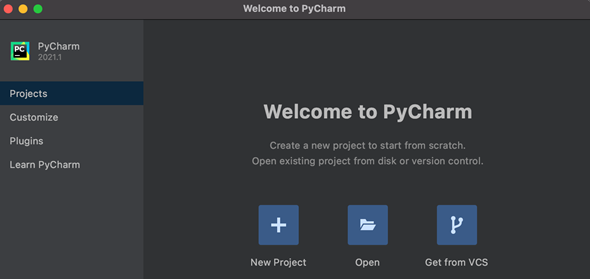 Welcome to PyCharm
PC
PyCharm
2021.1
Projects
Customize
Plugins
Learn PyCharm
Welcome to PyCharm
Create a new project to start from scratch.
Open existing project from disk or version control.
New Project
Open
Get from VCS